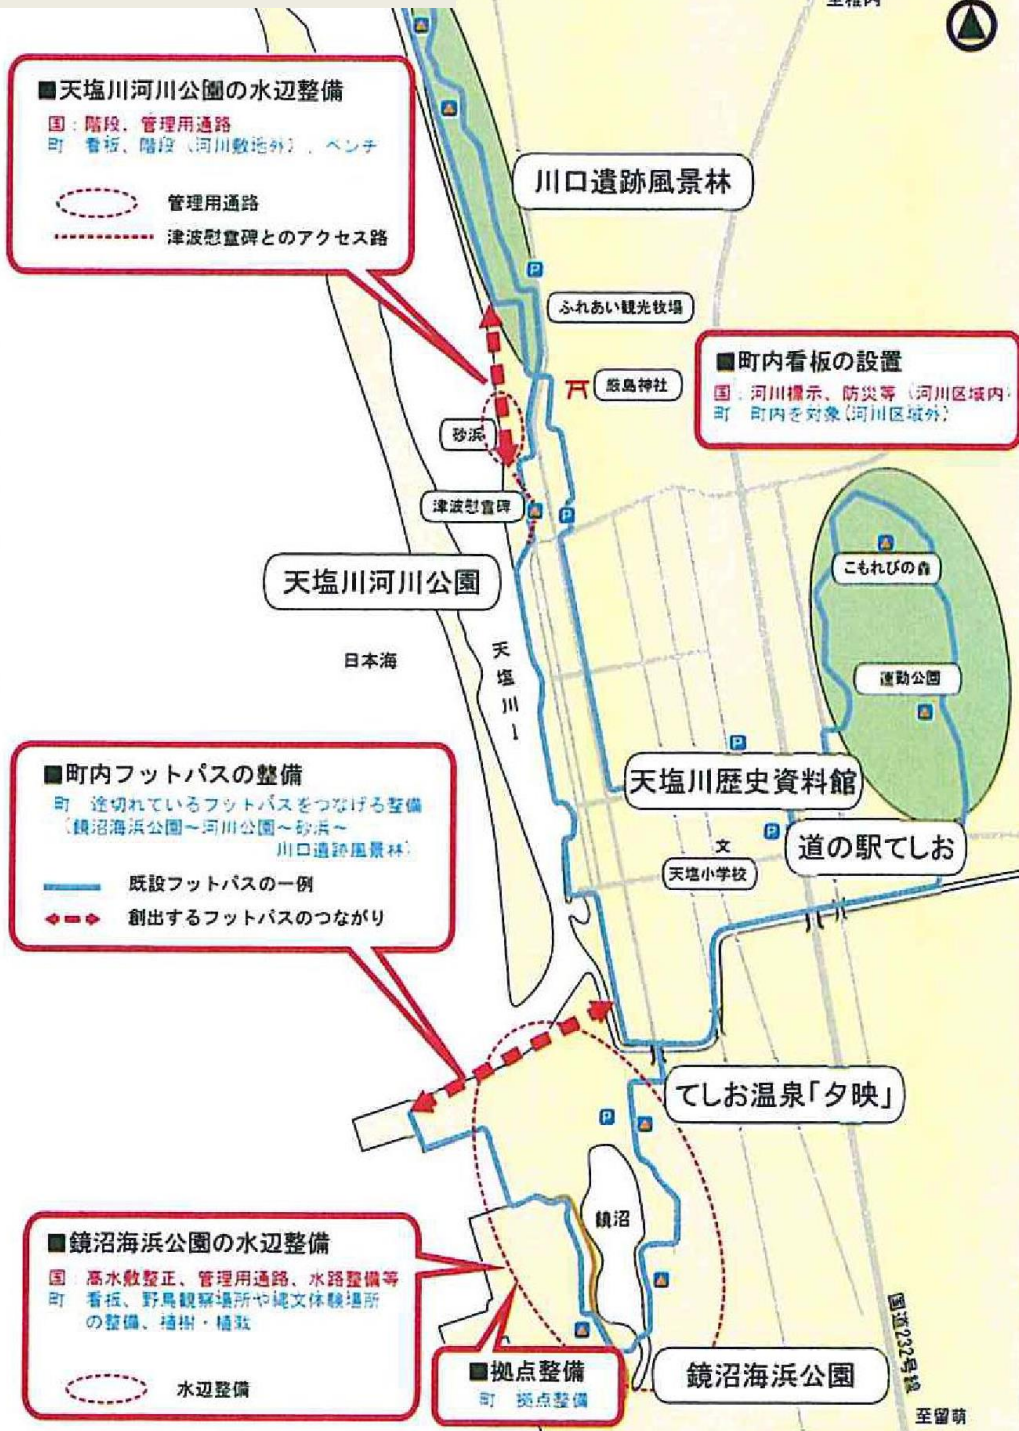 至稚内
■天塩川河川公園の水辺整備
国：階段、管理用通路
町　看板、階段（河川敷地外）、ベンチ
管理用通路
津波慰霊碑とのアクセス路
川口遺跡風景林
P
ふれあい観光牧場
厳島神社
■町内看板の設置
国：河川標示、防災等（河川区域内）
町　町内を対象（河川区域外）
砂浜
津波慰霊碑
P
天塩川河川公園
こもれびの森
日本海
天塩川
運動公園
P
■町内フットパスの整備
町　途切れているフットパスをつなげる整備
（鏡沼海浜公園～河川公園～砂浜～
川口遺跡風景林）
既設フットパスの一例
創出するフットパスのつながり
天塩川歴史資料館
P
道の駅てしお
文
天塩小学校
てしお温泉「夕映」
P
鏡沼
■鏡沼海浜公園の水辺整備
国：高水敷整正、管理用通路、水路整備等
町　看板、野鳥観察場所や縄文体験場所
の整備、植樹・植栽
水辺整備
■拠点整備
町　拠点整備
鏡沼海浜公園
国道232号線
至留萌